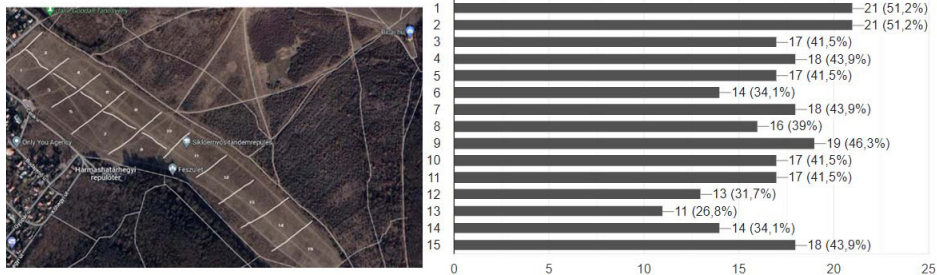 Only You Agency
Siklóernyős tandemrepülés
Hármashatárhegyi
repülőtér
Feszület
1 21 (51,2%)
2 21 (51,2%)
3 17 (41,5%)
4 18 (43,9%)
5 17 (41,5%)
6 14 (34,1%)
7 18 (43,9%)
8 16 (39%)
9 19 (46,3%)
10 17 (41,5%)
11 17 (41,5%)
12 13 (31,7%)
13 11 (26,8%)
14 14 (34,1%)
15 18 (43,9%)
0 5 10 15 20 25